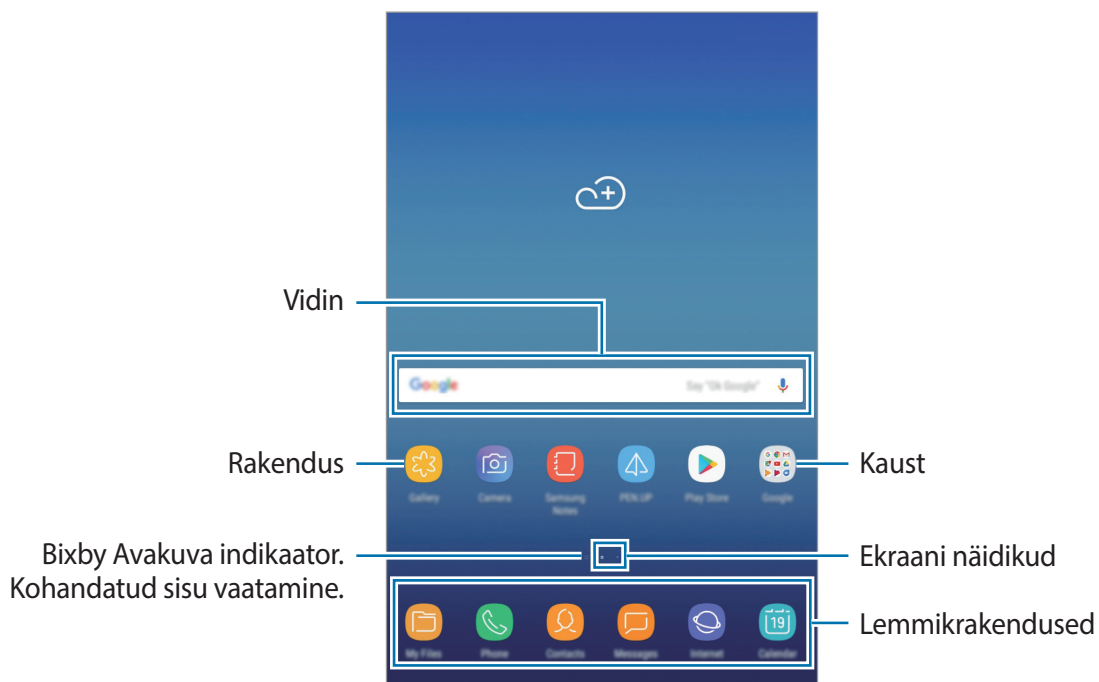 Vidin
Google
Say "Ok Google"
Rakendus
Kaust
Gallery
Camera
Samsung
Notes
PEN.UP
Play Store
Google
Bixby Avakuva indikaator.
Kohandatud sisu vaatamine.
Ekraani näidikud
Lemmikrakendused
19
My Files
Phone
Contacts
Messages
Internet
Calendar